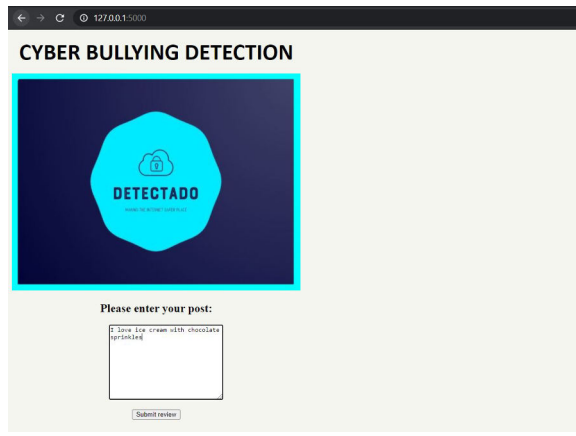 127.0.0.1:5000
CYBER BULLYING DETECTION
DETECTADO
Please enter your post:
I love ice cream with chocolate
sprinkles
Submit review